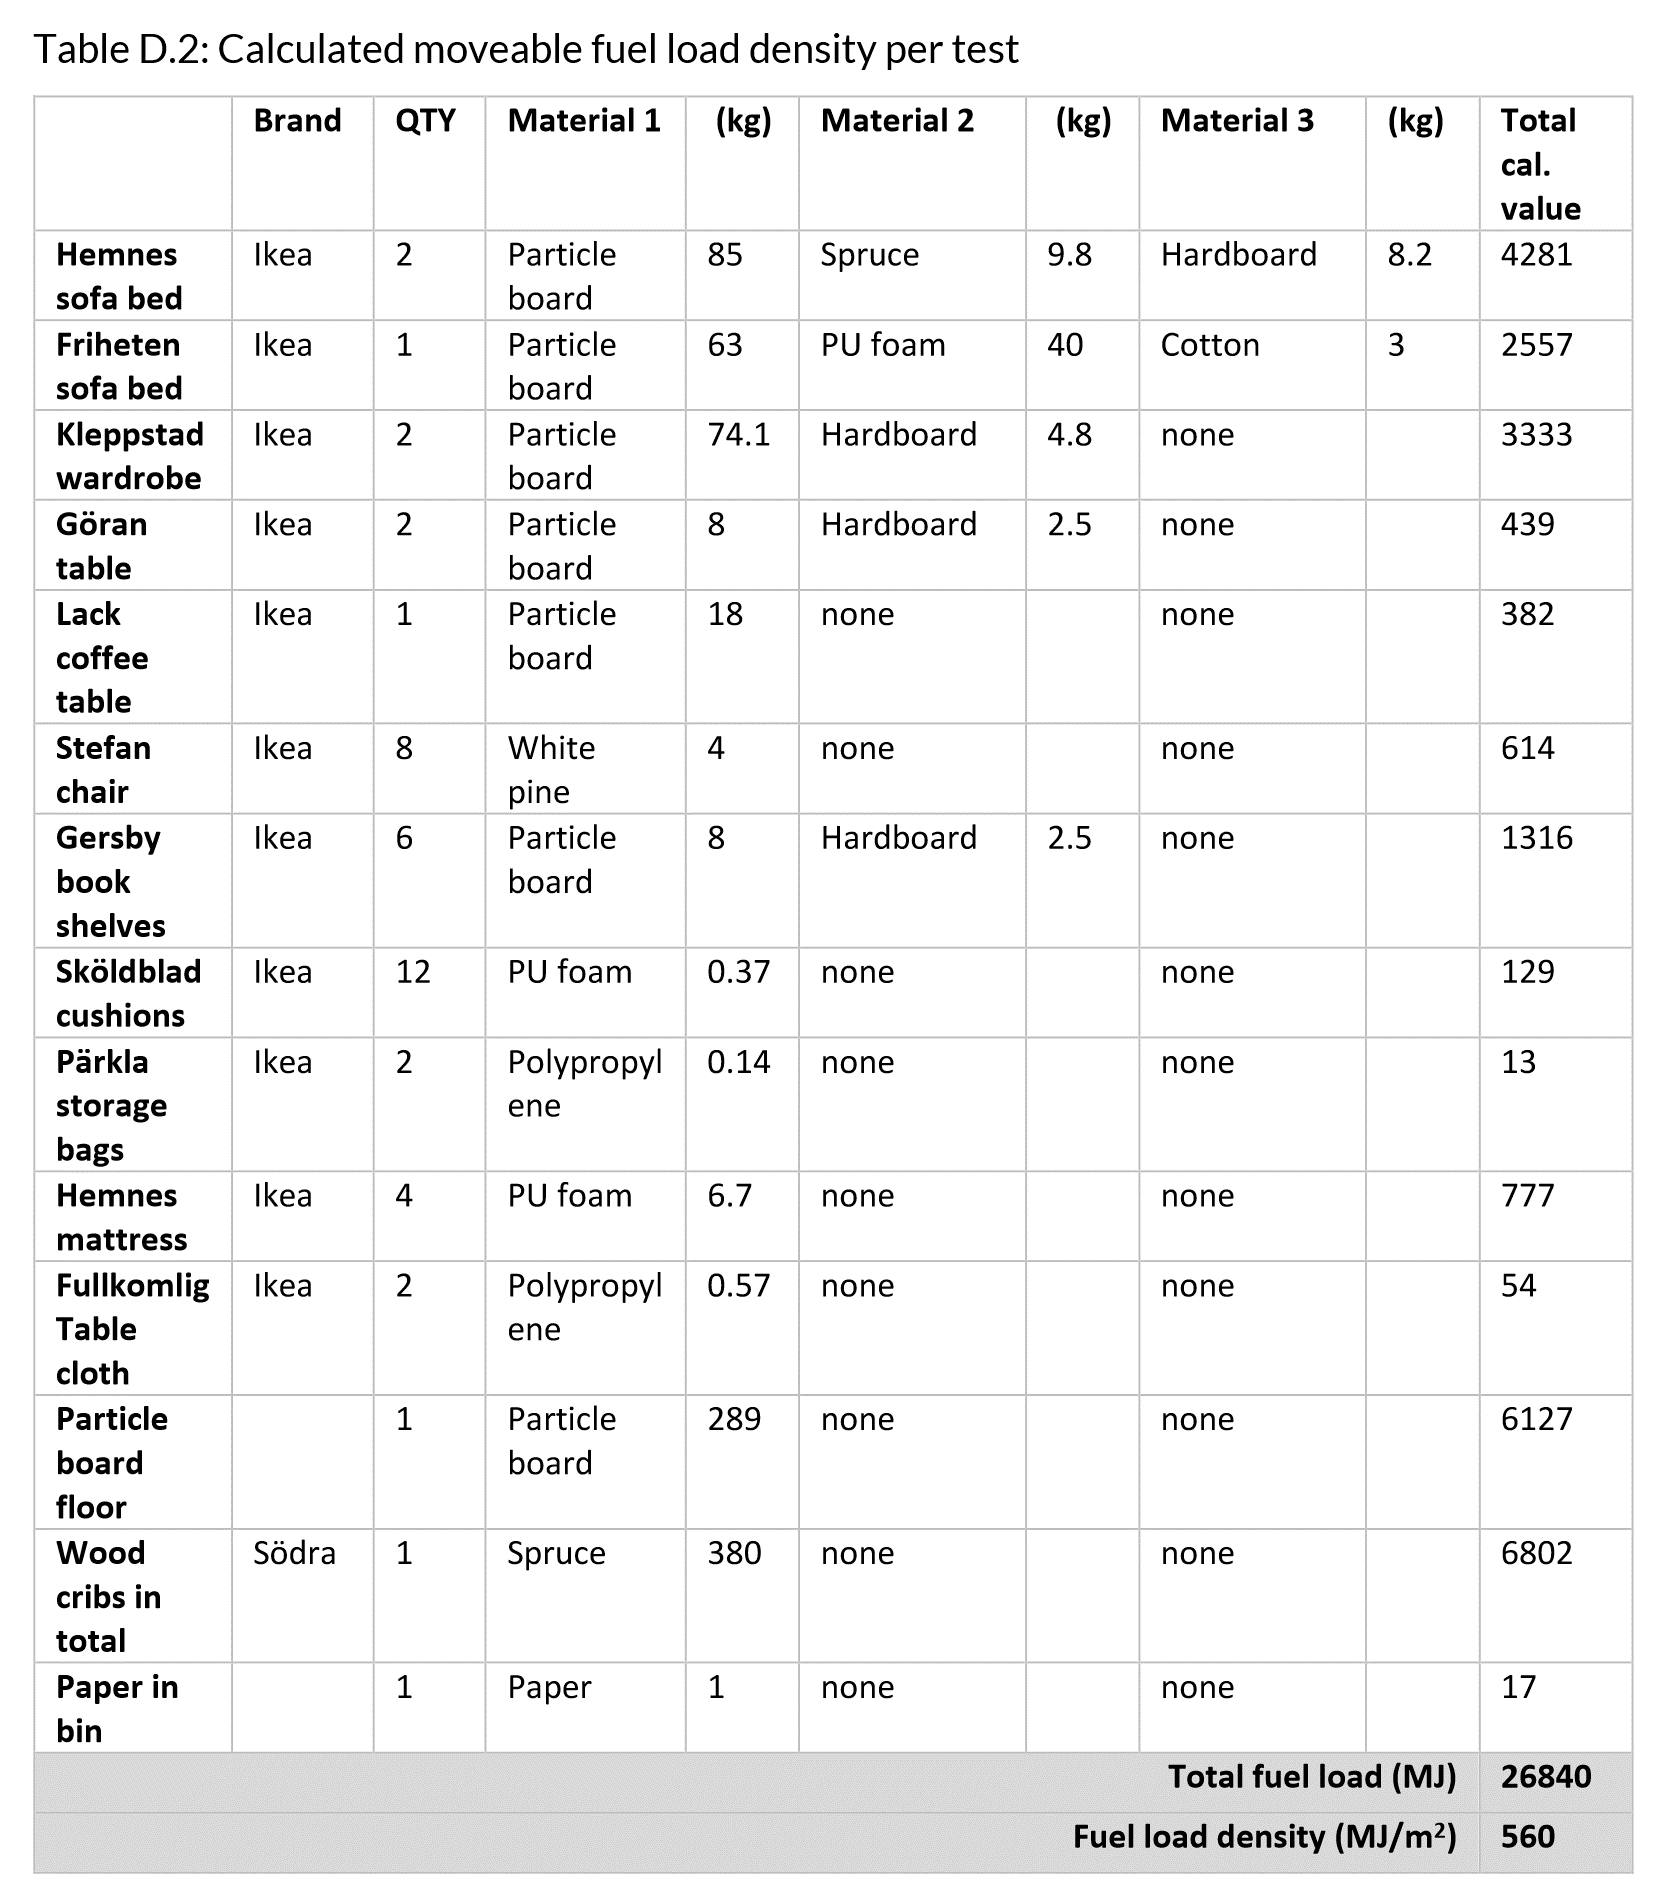 Table D.2: Calculated moveable fuel load density per test
Brand QTY Material 1 (kg) Material 2 (kg) Material 3 (kg) Total
cal.
value
Hemnes Ikea 2 Particle 85 Spruce 9.8 Hardboard 8.2 4281
sofa bed board
Friheten Ikea 1 Particle 63 PU foam 40 Cotton 3 2557
sofa bed board
Kleppstad Ikea 2 Particle 74.1 Hardboard 4.8 none 3333
wardrobe board
Göran Ikea 2 Particle 8 Hardboard 2.5 none 439
table board
Lack Ikea 1 Particle 18 none none 382
coffee board
table
Stefan Ikea 8 White 4 none none 614
chair pine
Gersby Ikea 6 Particle 8 Hardboard 2.5 none 1316
book board
shelves
Sköldblad Ikea 12 PU foam 0.37 none none 129
cushions
Pärkla Ikea 2 Polypropyl 0.14 none none 13
storage ene
bags
Hemnes Ikea 4 PU foam 6.7 none none 777
mattress
Fullkomlig Ikea 2 Polypropyl 0.57 none none 54
Table ene
cloth
Particle 1 Particle 289 none none 6127
board board
floor
Wood Södra 1 Spruce 380 none none 6802
cribs in
total
Paper in 1 Paper 1 none none 17
bin
Total fuel load (MJ) 26840
Fuel load density (MJ/m²) 560